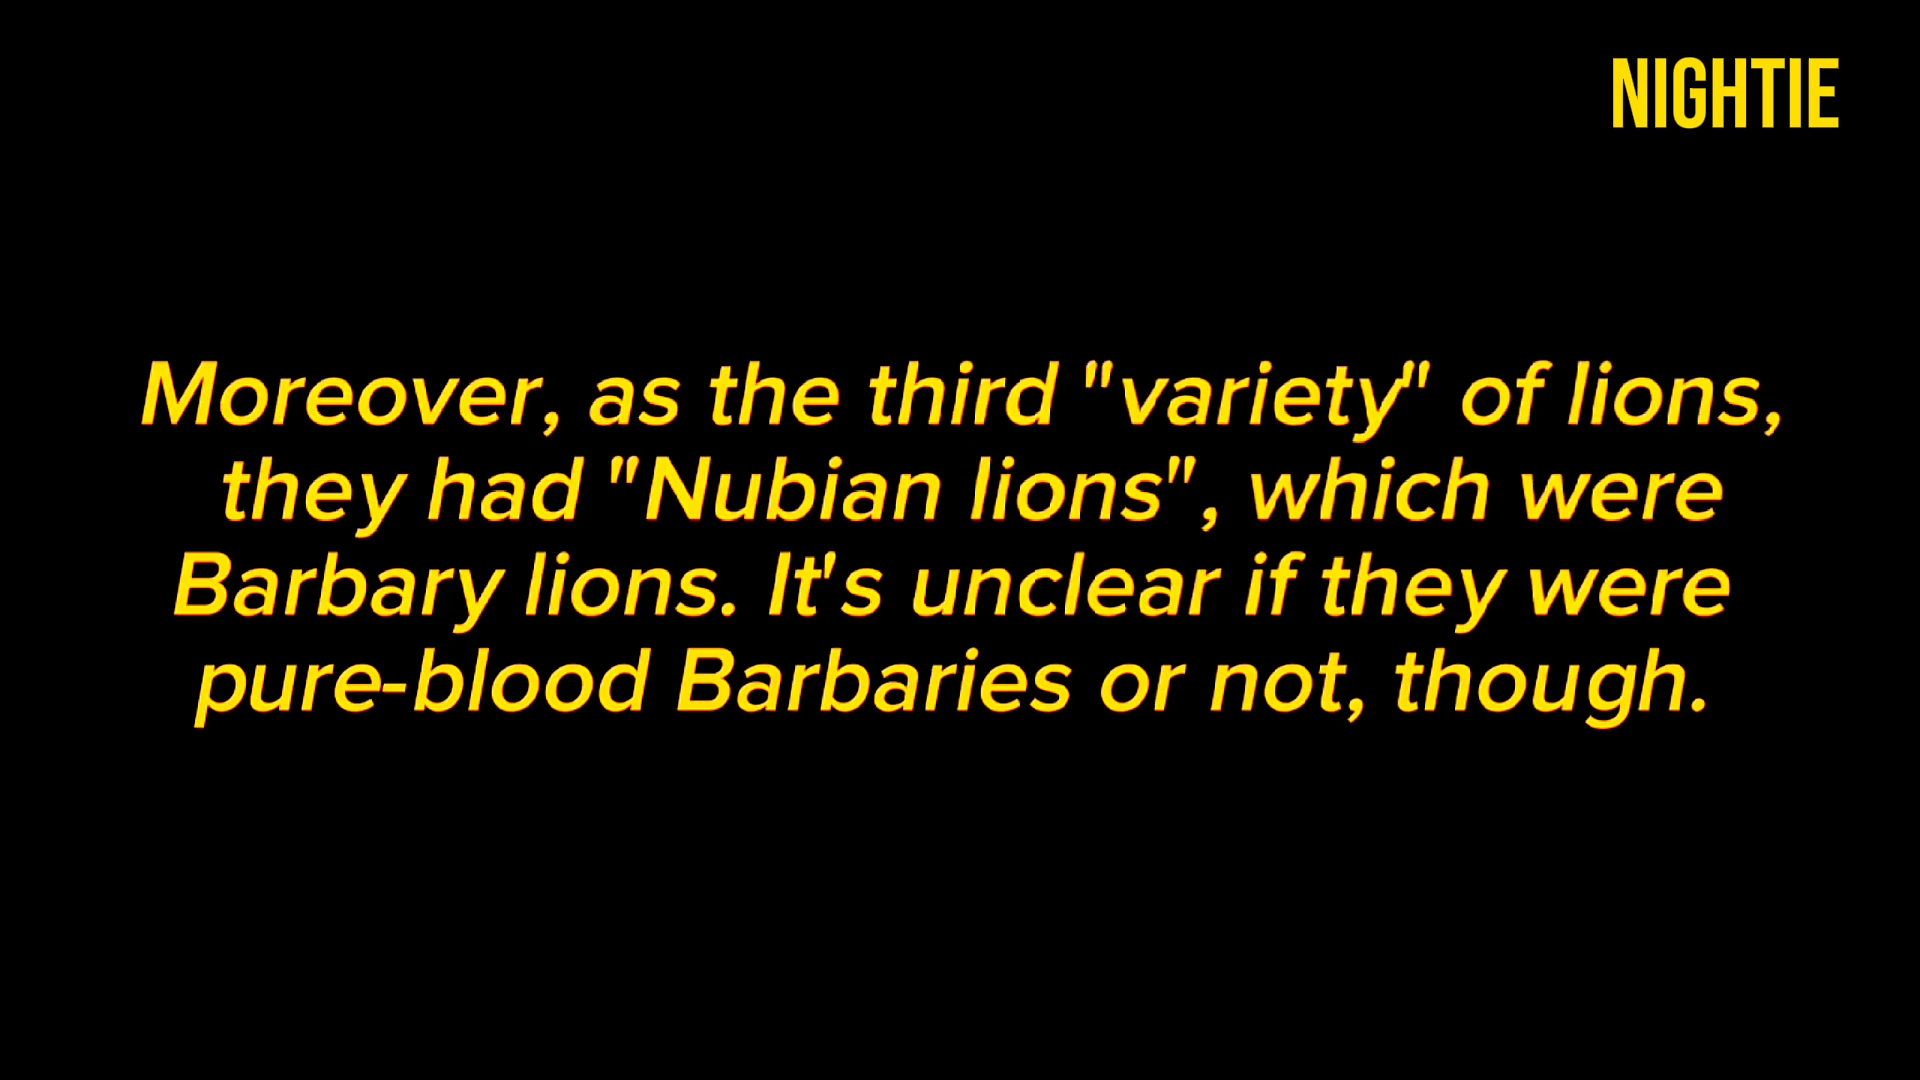 NIGHTIE
Moreover, as the third "variety" of lions,
they had "Nubian lions", which were
Barbary lions. It's unclear if they were
pure-blood Barbaries or not, though.